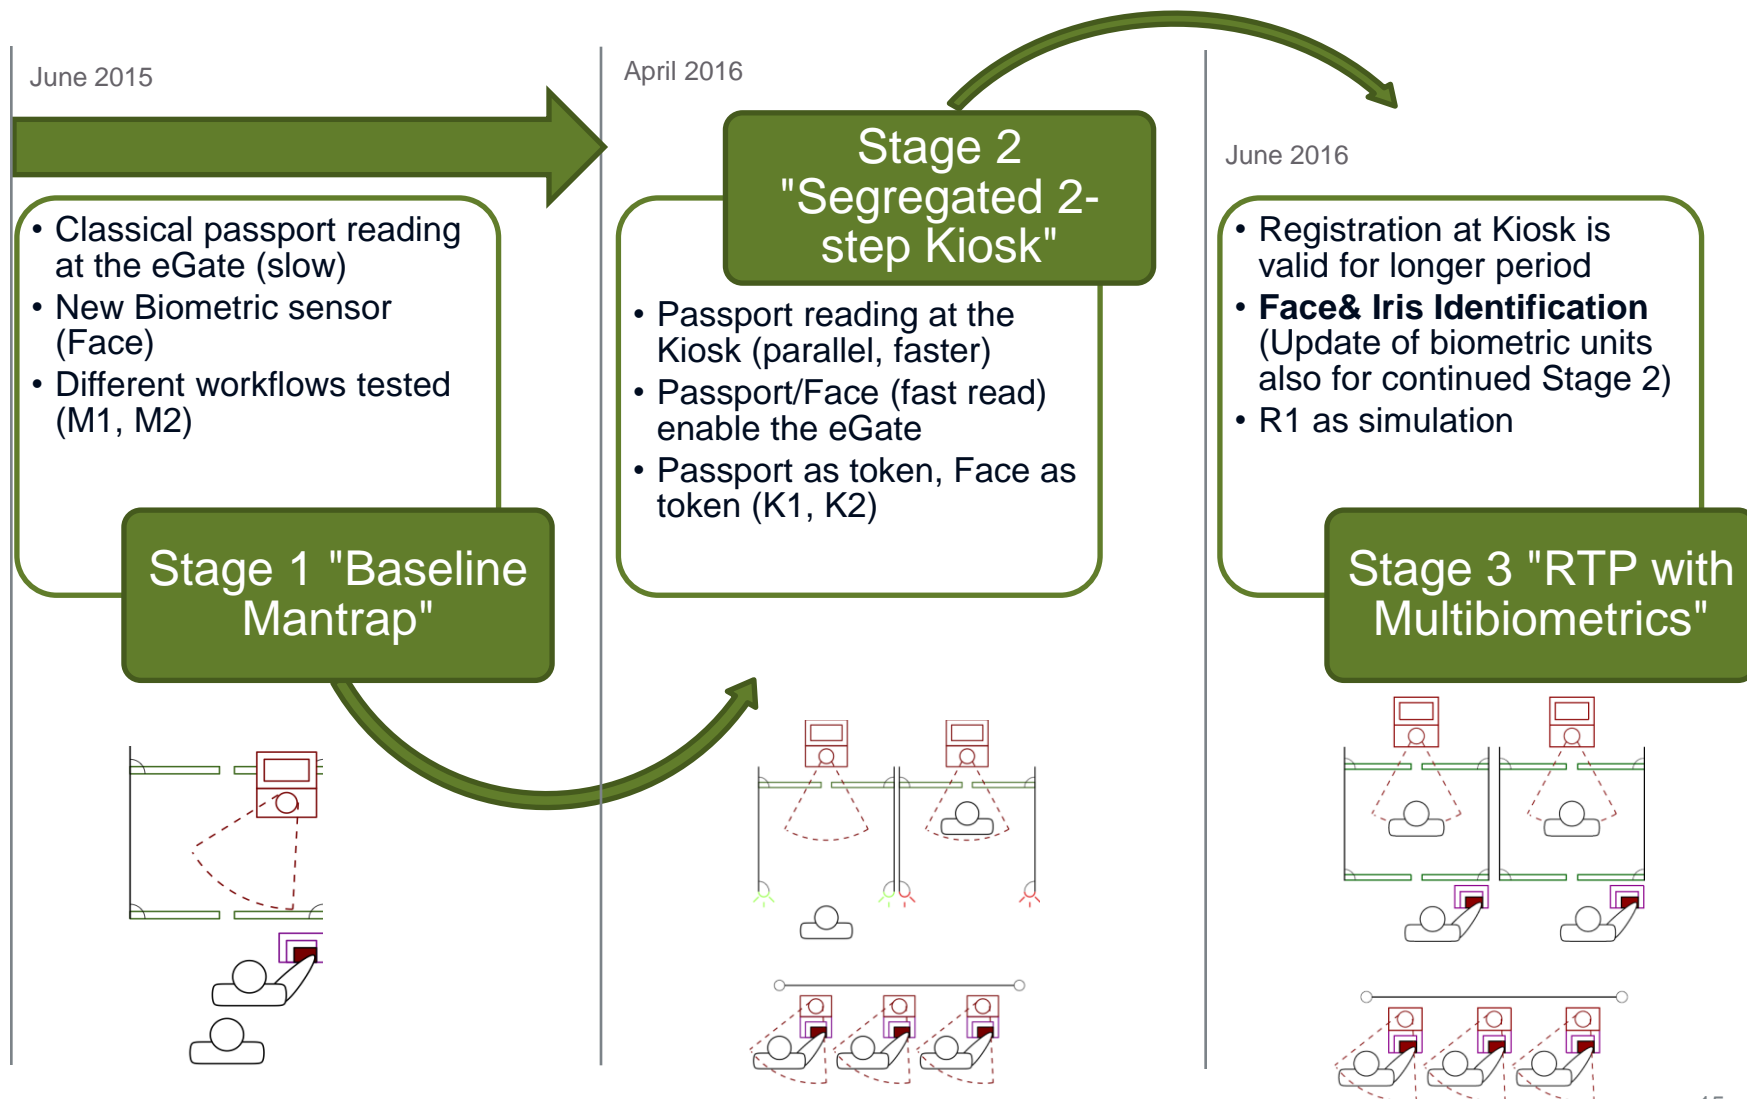 June 2015
• Classical passport reading
at the eGate (slow)
• New Biometric sensor
(Face)
• Different workflows tested
(M1, M2)
Stage 1 "Baseline
Mantrap"
April 2016
Stage 2
"Segregated 2-
step Kiosk"
• Passport reading at the
Kiosk (parallel, faster)
• Passport/Face (fast read)
enable the eGate
• Passport as token, Face as
token (K1, K2)
June 2016
• Registration at Kiosk is
valid for longer period
• Face& Iris Identification
(Update of biometric units
also for continued Stage 2)
• R1 as simulation
Stage 3 "RTP with
Multibiometrics"